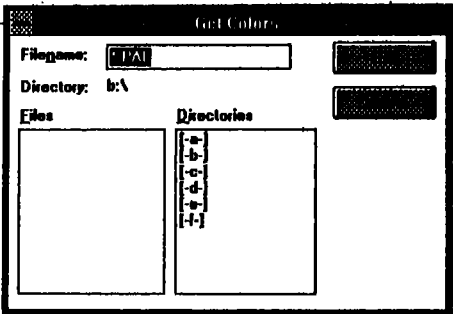 Get Colors
Filename: *.PAL
Directory: b:\
Files Directories
[-a-]
[-b-]
[-c-]
[-d-]
[-e-]
[-f-]